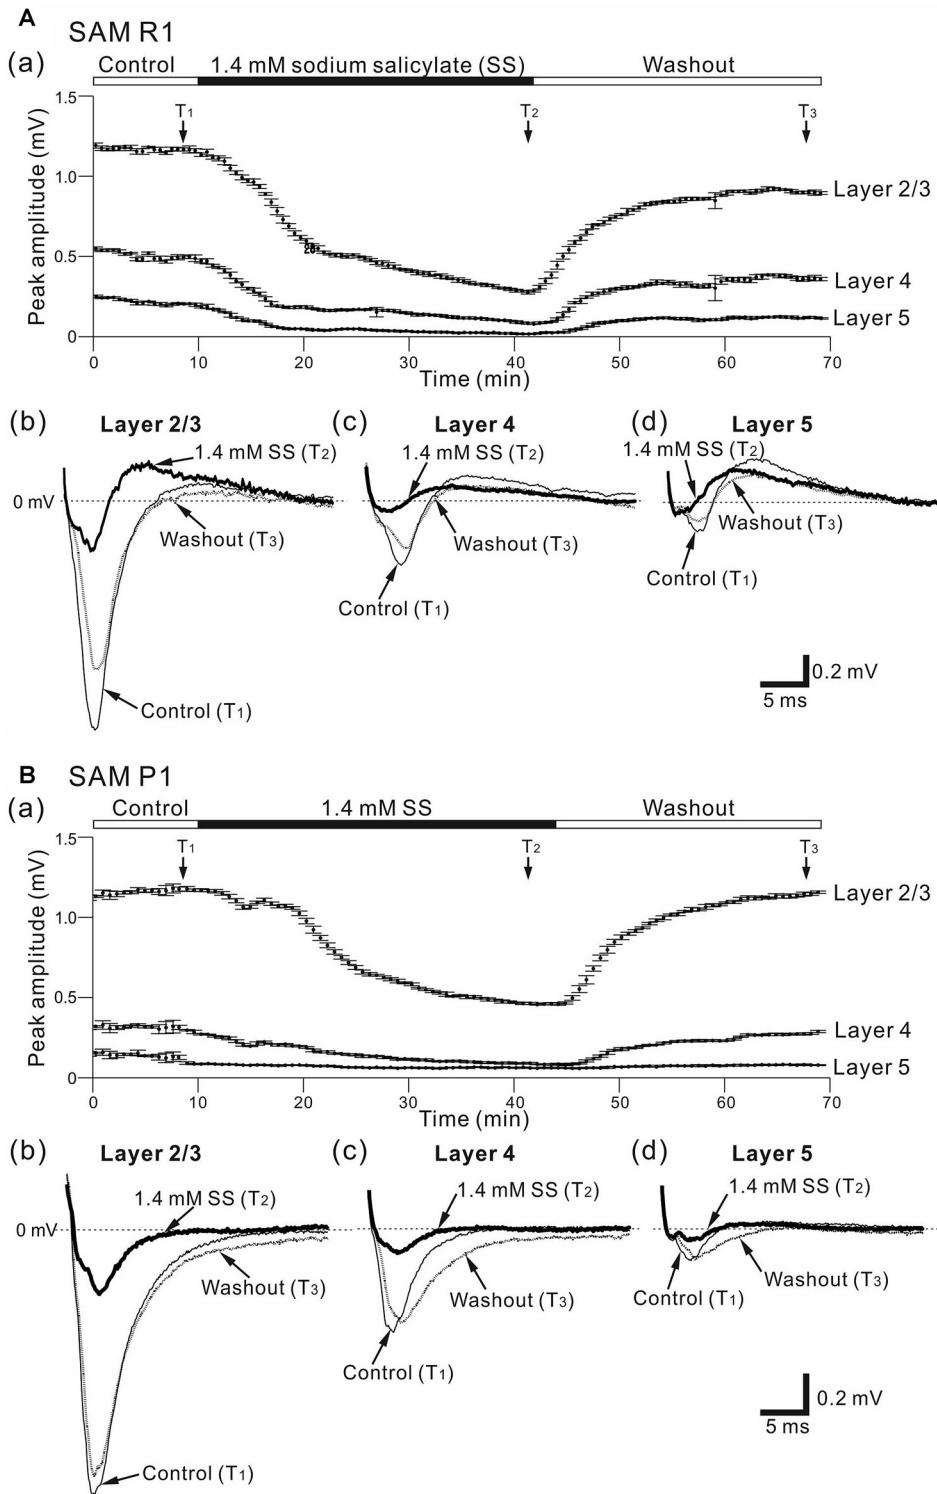 A
SAM R1
(a)
Control 1.4 mM sodium salicylate (SS) Washout
1.5
T1 T2 T3
1.0
Layer 2/3
0.5
Layer 4
Layer 5
0
Peak amplitude (mV)
0 10 20 30 40 50 60 70
Time (min)
(b) Layer 2/3
1.4 mM SS (T2)
0 mV
Washout (T3)
Control (T1)
(c) Layer 4
1.4 mM SS (T2)
Washout (T3)
Control (T1)
(d) Layer 5
1.4 mM SS (T2)
Washout (T3)
Control (T1)
0.2 mV
5 ms
B
SAM P1
(a)
Control 1.4 mM SS Washout
1.5
T1 T2 T3
Layer 2/3
1.0
0.5
Layer 4
Layer 5
0
Peak amplitude (mV)
0 10 20 30 40 50 60 70
Time (min)
(b) Layer 2/3
1.4 mM SS (T2)
0 mV
Washout (T3)
Control (T1)
(c) Layer 4
1.4 mM SS (T2)
Washout (T3)
Control (T1)
(d) Layer 5
1.4 mM SS (T2)
Washout (T3)
Control (T1)
0.2 mV
5 ms